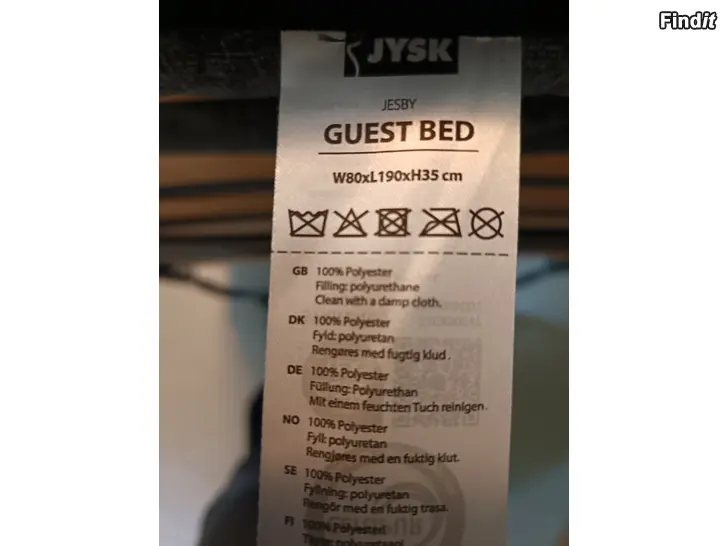 Findit
JYSK
JESBY
GUEST BED
W80xL190xH35 cm
GB 100% Polyester
Filling: polyurethane
Clean with a damp cloth.
DK 100% Polyester
Fyld: polyuretan
Rengøres med fugtig klud.
DE 100% Polyester
Füllung: Polyurethan
Mit einem feuchten Tuch reinigen.
NO 100% Polyester
Fyll: polyuretan
Rengjøres med en fuktig klut.
SE 100% Polyester
Fyllning: polyuretan
Rengör med en fuktig trasa.
FI 100% Polyesteri